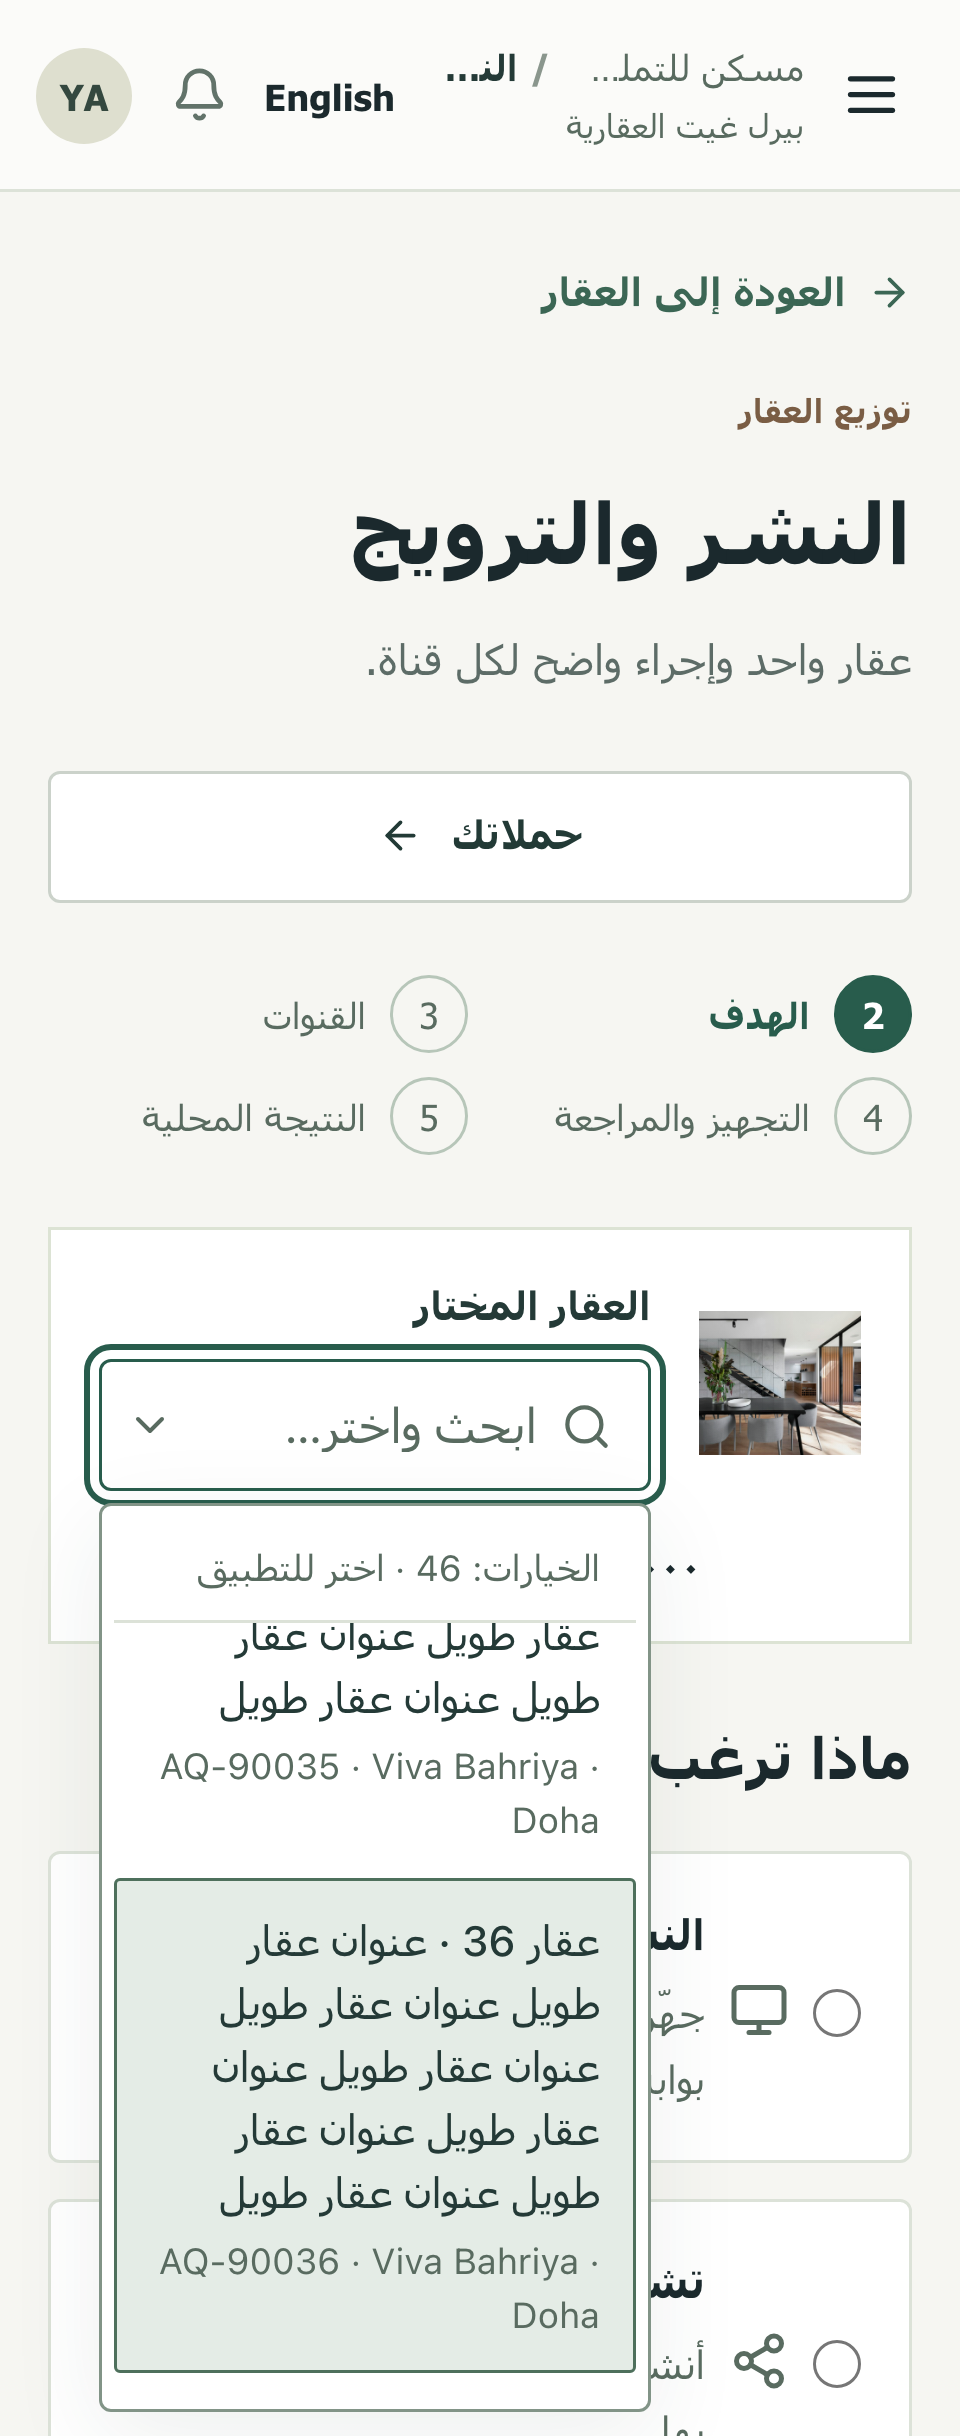 مسكن للتملـ... / النـ...
بيرل غيت العقارية
English
YA
العودة إلى العقار
توزيع العقار
النشر والترويج
عقار واحد وإجراء واضح لكل قناة.
حملاتك
2 الهدف
3 القنوات
4 التجهيز والمراجعة
5 النتيجة المحلية
العقار المختار
ابحث واختر...
الخيارات: 46 · اختر للتطبيق
عقار طويل عنوان عقار
طويل عنوان عقار طويل
AQ-90035 · Viva Bahriya ·
Doha
عقار 36 · عنوان عقار
طويل عنوان عقار طويل
عنوان عقار طويل عنوان
عقار طويل عنوان عقار
طويل عنوان عقار طويل
AQ-90036 · Viva Bahriya ·
Doha
ماذا ترغب